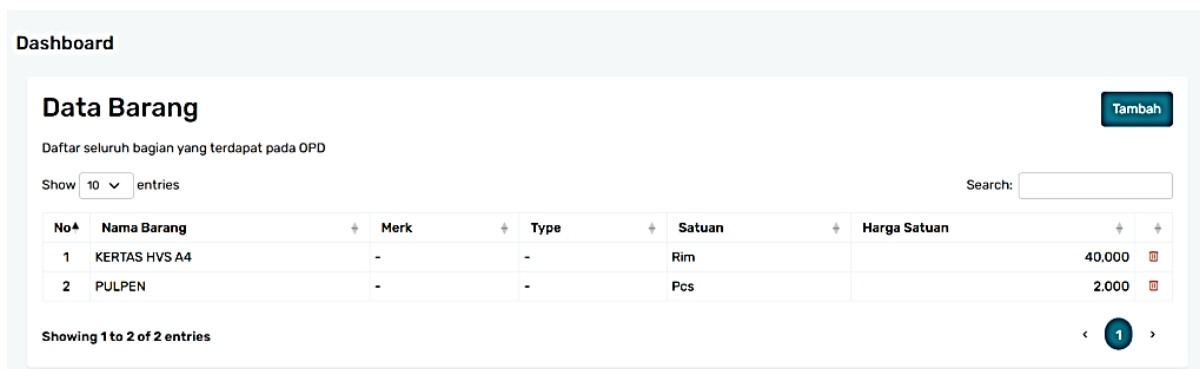 Dashboard
Data Barang
Tambah
Daftar seluruh bagian yang terdapat pada OPD
Show 10 entries
Search:
No Nama Barang Merk Type Satuan Harga Satuan
1 KERTAS HVS A4 - - Rim 40.000
2 PULPEN - - Pcs 2.000
Showing 1 to 2 of 2 entries
‹ 1 ›